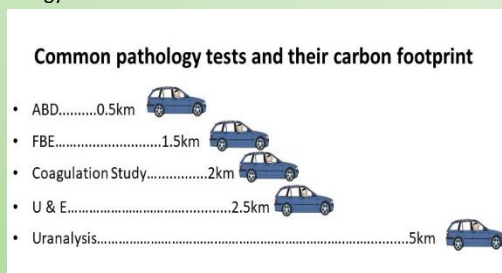 Common pathology tests and their carbon footprint
• ABD..........0.5km
• FBE............................1.5km
• Coagulation Study................2km
• U & E...........................................2.5km
• Uranalysis..................................................................................5km